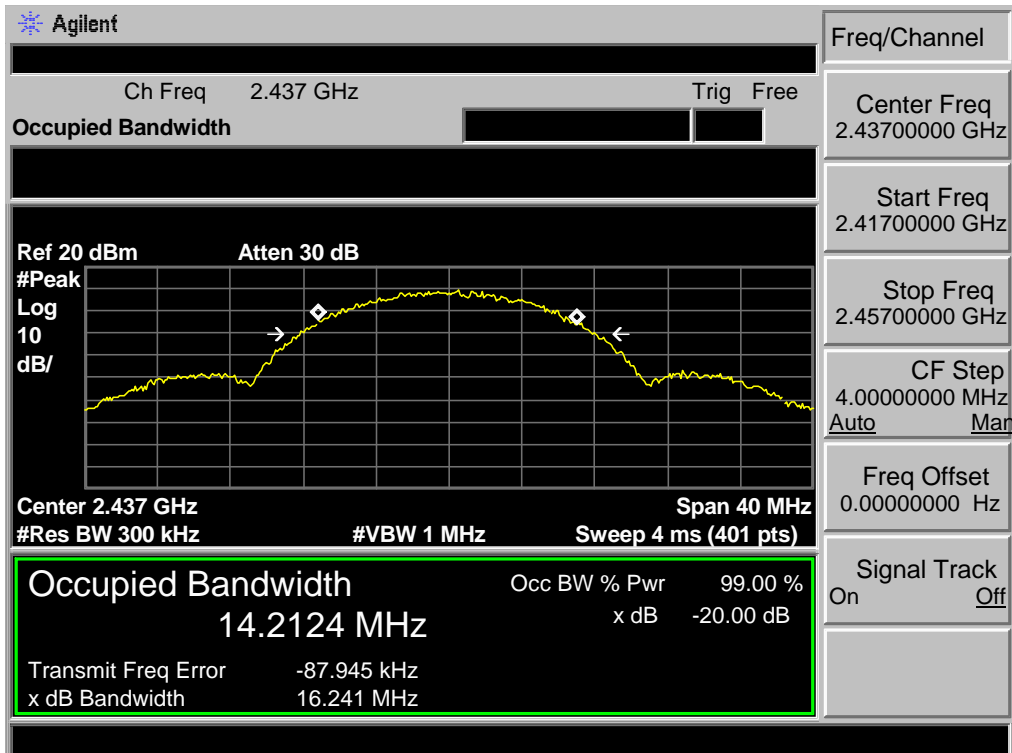 Agilent
Freq/Channel
Ch Freq 2.437 GHz Trig Free
Occupied Bandwidth
Center Freq
2.43700000 GHz
Start Freq
2.41700000 GHz
Stop Freq
2.45700000 GHz
CF Step
4.00000000 MHz
Auto Man
Freq Offset
0.00000000 Hz
Signal Track
On Off
Ref 20 dBm Atten 30 dB
#Peak
Log
10
dB/
Center 2.437 GHz Span 40 MHz
#Res BW 300 kHz #VBW 1 MHz Sweep 4 ms (401 pts)
Occupied Bandwidth
14.2124 MHz
Occ BW % Pwr 99.00 %
x dB -20.00 dB
Transmit Freq Error -87.945 kHz
x dB Bandwidth 16.241 MHz